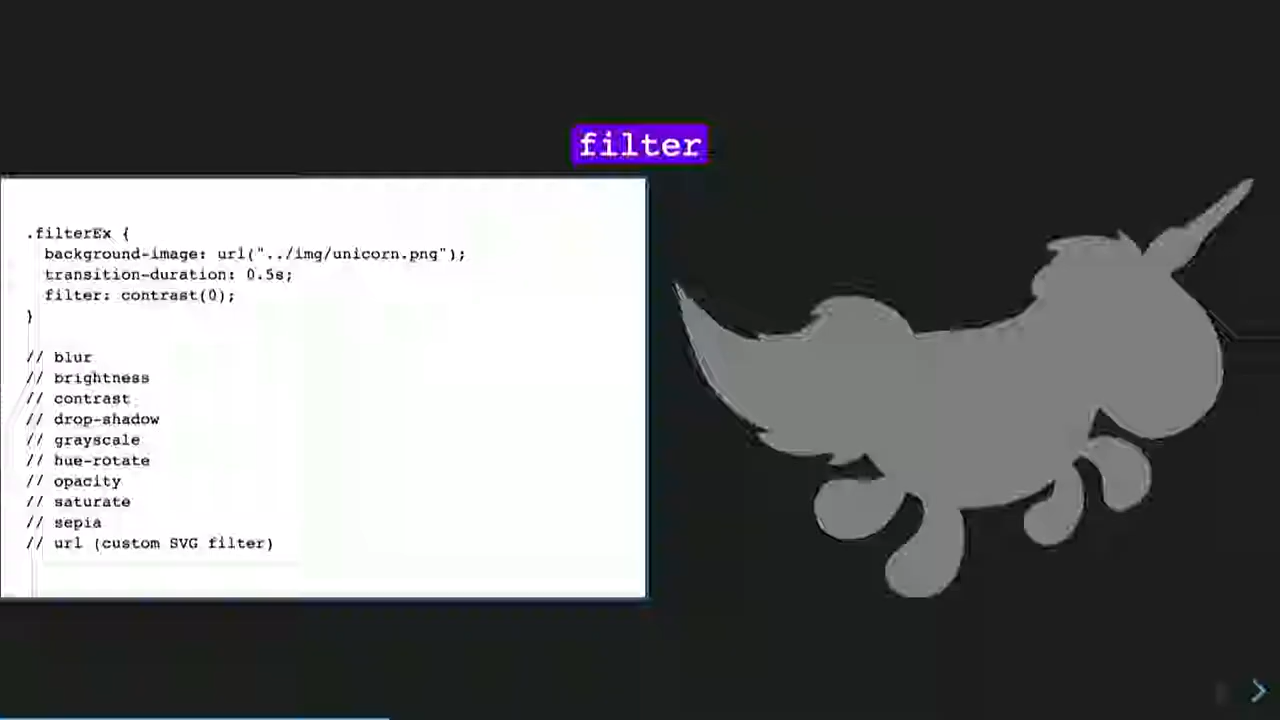 filter
.filterEx {
background-image: url("../img/unicorn.png");
transition-duration: 0.5s;
filter: contrast(0);
}
// blur
// brightness
// contrast
// drop-shadow
// grayscale
// hue-rotate
// opacity
// saturate
// sepia
// url (custom SVG filter)